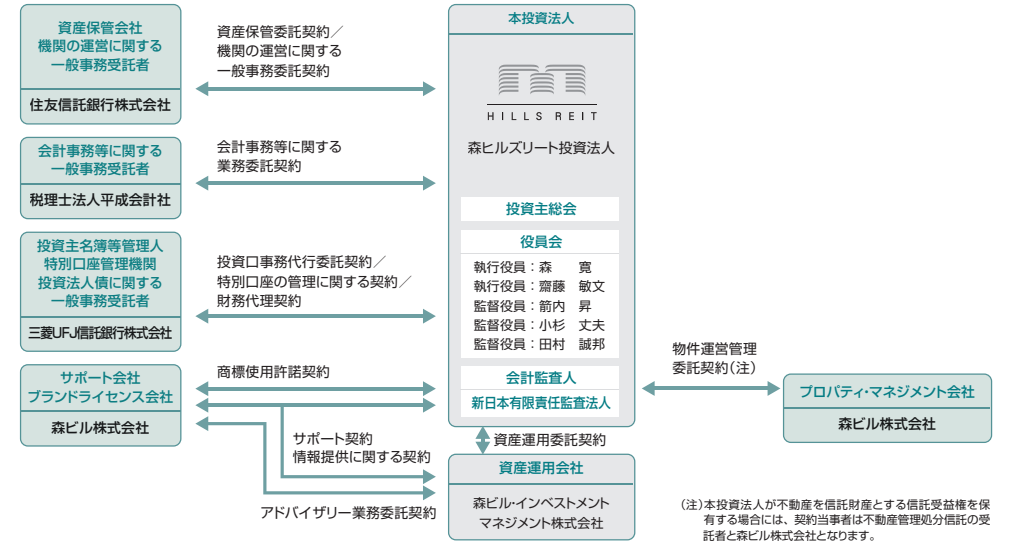 資産保管会社
機関の運営に関する
一般事務受託者
住友信託銀行株式会社
資産保管委託契約／
機関の運営に関する
一般事務委託契約
会計事務等に関する
一般事務受託者
税理士法人平成会計社
会計事務等に関する
業務委託契約
投資主名簿等管理人
特別口座管理機関
投資法人債に関する
一般事務受託者
三菱UFJ信託銀行株式会社
投資口事務代行委託契約／
特別口座の管理に関する契約／
財務代理契約
サポート会社
ブランドライセンス会社
森ビル株式会社
商標使用許諾契約
サポート契約
情報提供に関する契約
アドバイザリー業務委託契約
本投資法人
HILLS REIT
森ヒルズリート投資法人
投資主総会
役員会
執行役員：森　　寛
執行役員：齋藤　敏文
監督役員：箭内　昇
監督役員：小杉　丈夫
監督役員：田村　誠邦
会計監査人
新日本有限責任監査法人
資産運用委託契約
資産運用会社
森ビル・インベストメント
マネジメント株式会社
物件運営管理
委託契約（注）
プロパティ・マネジメント会社
森ビル株式会社
（注）本投資法人が不動産を信託財産とする信託受益権を保
有する場合には、契約当事者は不動産管理処分信託の受
託者と森ビル株式会社となります。